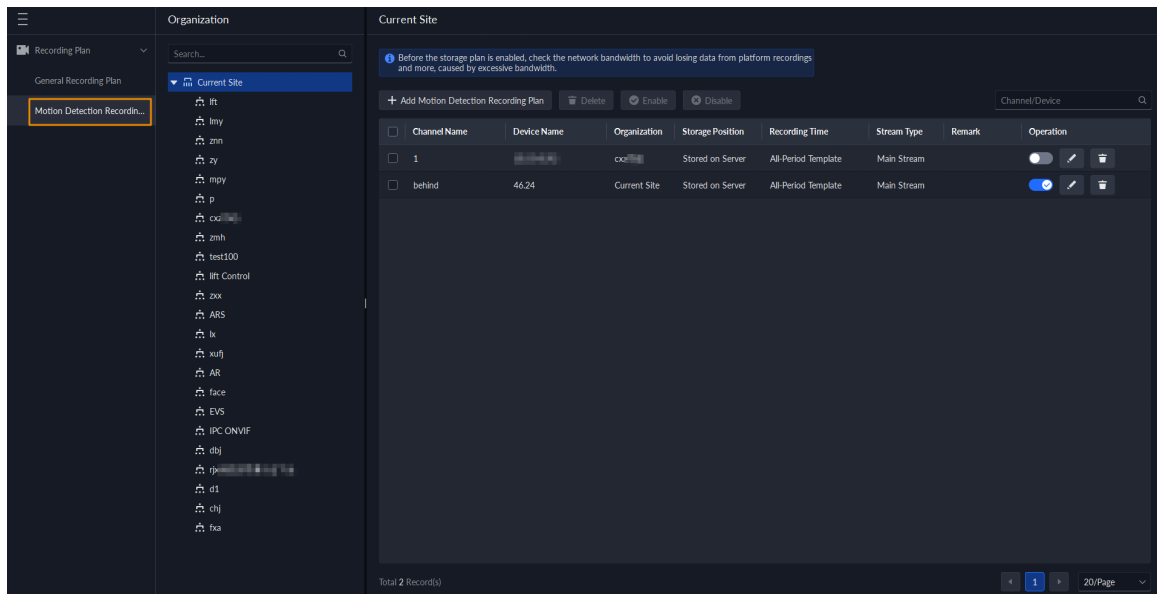 Organization
Current Site
Recording Plan
General Recording Plan
Motion Detection Recordin...
Search...
Current Site
lft
lmy
znn
zy
mpy
p
zmh
test100
lift Control
zxx
ARS
lx
xufj
AR
face
EVS
IPC ONVIF
dbj
d1
chj
fxa
Before the storage plan is enabled, check the network bandwidth to avoid losing data from platform recordings
and more, caused by excessive bandwidth.
Add Motion Detection Recording Plan Delete Enable Disable Channel/Device
Channel Name Device Name Organization Storage Position Recording Time Stream Type Remark Operation
1 Stored on Server All-Period Template Main Stream
behind 46.24 Current Site Stored on Server All-Period Template Main Stream
Total 2 Record(s) 1 20/Page